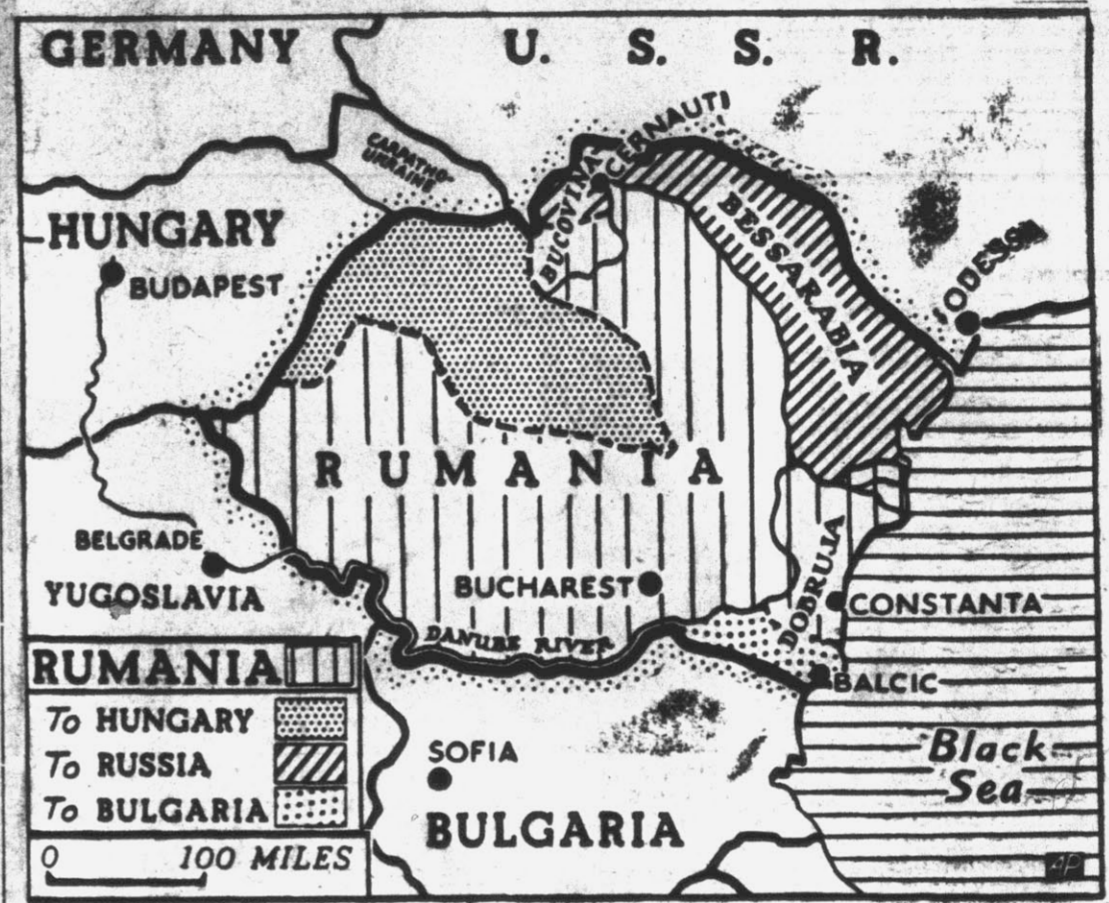 GERMANY
U. S. S. R.
CERNAUTI
CARPATHO-
UKRAINE
BUCOVINA
BESSARABIA
HUNGARY
BUDAPEST
ODESSA
RUMANIA
BELGRADE
YUGOSLAVIA
BUCHAREST
DOBRUJA
CONSTANTA
DANUBE RIVER
BALCIC
RUMANIA
To HUNGARY
To RUSSIA
To BULGARIA
SOFIA
BULGARIA
Black
Sea
0 100 MILES
AP